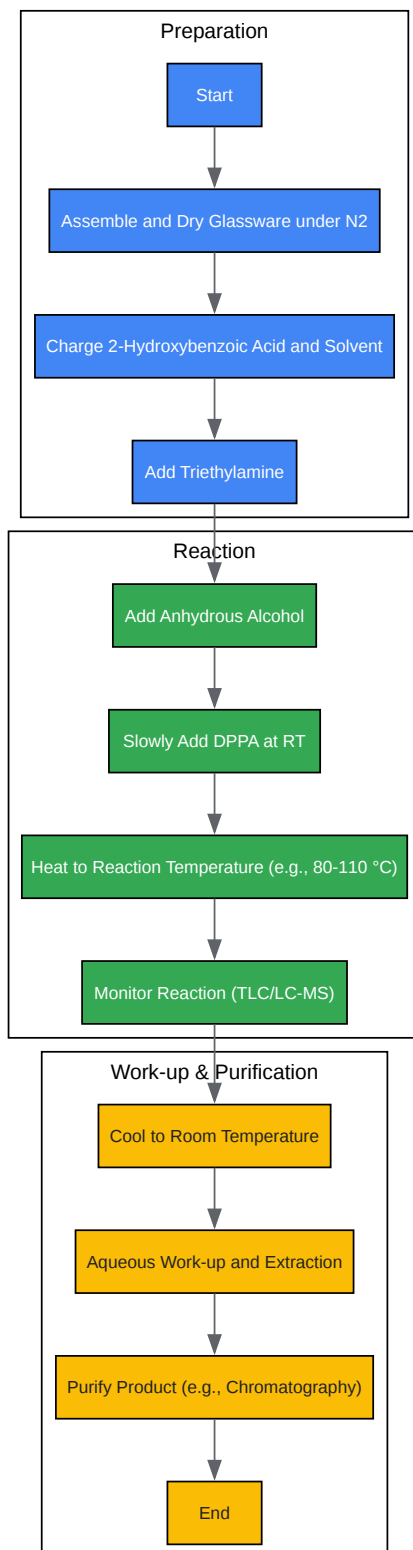 Preparation
Start
Assemble and Dry Glassware under N2
Charge 2-Hydroxybenzoic Acid and Solvent
Add Triethylamine
Reaction
Add Anhydrous Alcohol
Slowly Add DPPA at RT
Heat to Reaction Temperature (e.g., 80-110 °C)
Monitor Reaction (TLC/LC-MS)
Work-up & Purification
Cool to Room Temperature
Aqueous Work-up and Extraction
Purify Product (e.g., Chromatography)
End